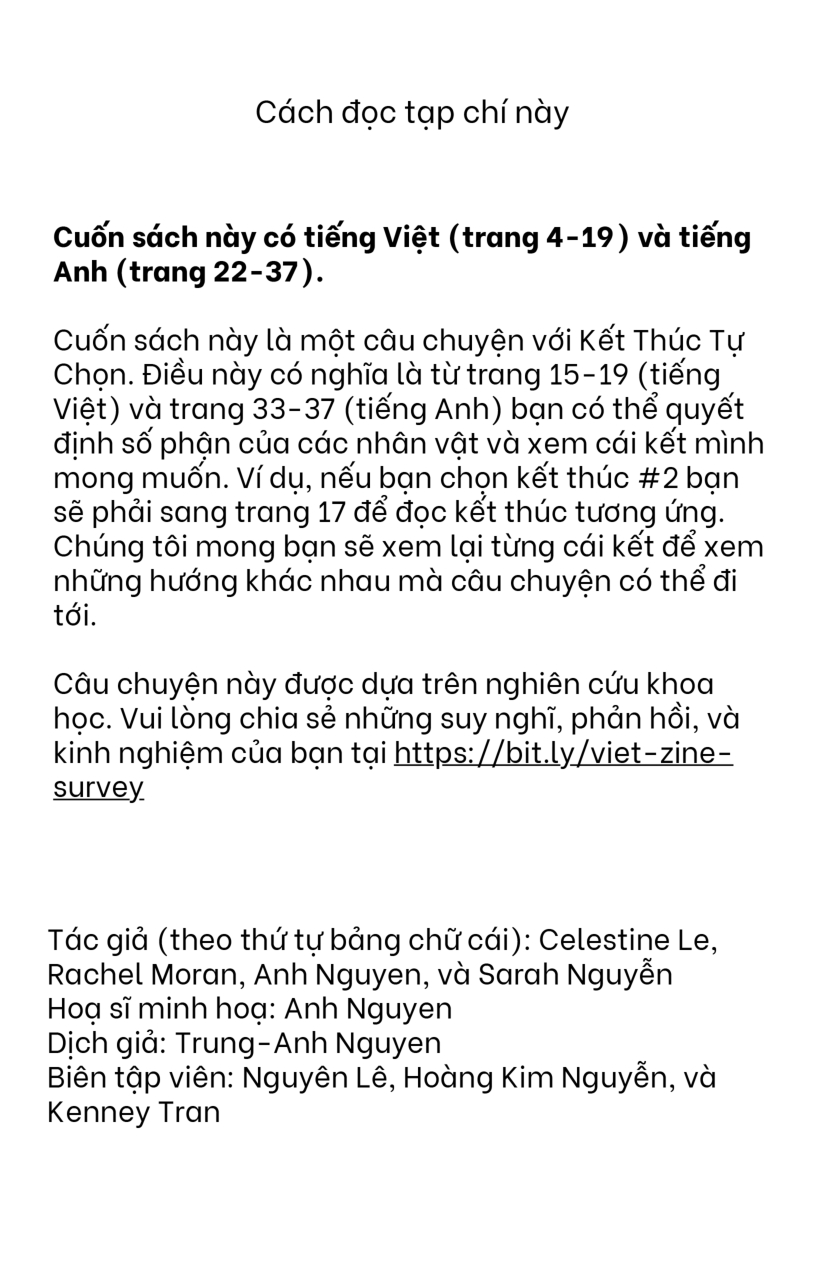 Cách đọc tạp chí này
Cuốn sách này có tiếng Việt (trang 4-19) và tiếng
Anh (trang 22-37).
Cuốn sách này là một câu chuyện với Kết Thúc Tự
Chọn. Điều này có nghĩa là từ trang 15-19 (tiếng
Việt) và trang 33-37 (tiếng Anh) bạn có thể quyết
định số phận của các nhân vật và xem cái kết mình
mong muốn. Ví dụ, nếu bạn chọn kết thúc #2 bạn
sẽ phải sang trang 17 để đọc kết thúc tương ứng.
Chúng tôi mong bạn sẽ xem lại từng cái kết để xem
những hướng khác nhau mà câu chuyện có thể đi
tới.
Câu chuyện này được dựa trên nghiên cứu khoa
học. Vui lòng chia sẻ những suy nghĩ, phản hồi, và
kinh nghiệm của bạn tại https://bit.ly/viet-zine-
survey
Tác giả (theo thứ tự bảng chữ cái): Celestine Le,
Rachel Moran, Anh Nguyen, và Sarah Nguyễn
Hoạ sĩ minh hoạ: Anh Nguyen
Dịch giả: Trung-Anh Nguyen
Biên tập viên: Nguyên Lê, Hoàng Kim Nguyễn, và
Kenney Tran